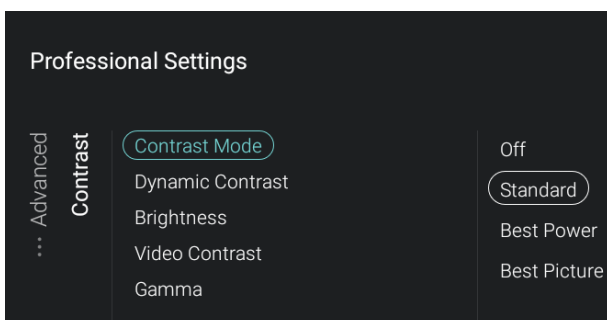 Professional Settings
... Advanced
Contrast
Contrast Mode
Dynamic Contrast
Brightness
Video Contrast
Gamma
Off
Standard
Best Power
Best Picture